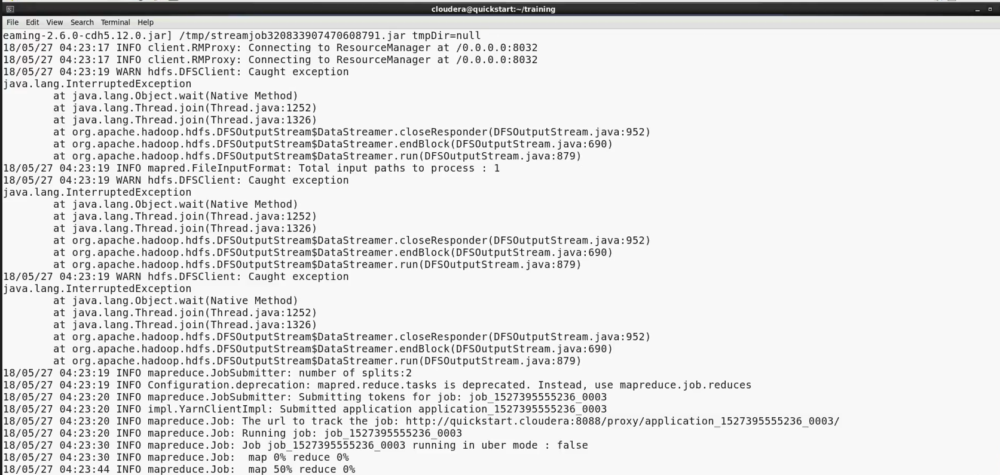 cloudera@quickstart:~/training
File Edit View Search Terminal Help
eaming-2.6.0-cdh5.12.0.jar] /tmp/streamjob320833907470608791.jar tmpDir=null
18/05/27 04:23:17 INFO client.RMProxy: Connecting to ResourceManager at /0.0.0.0:8032
18/05/27 04:23:17 INFO client.RMProxy: Connecting to ResourceManager at /0.0.0.0:8032
18/05/27 04:23:19 WARN hdfs.DFSClient: Caught exception
java.lang.InterruptedException
        at java.lang.Object.wait(Native Method)
        at java.lang.Thread.join(Thread.java:1252)
        at java.lang.Thread.join(Thread.java:1326)
        at org.apache.hadoop.hdfs.DFSOutputStream$DataStreamer.closeResponder(DFSOutputStream.java:952)
        at org.apache.hadoop.hdfs.DFSOutputStream$DataStreamer.endBlock(DFSOutputStream.java:690)
        at org.apache.hadoop.hdfs.DFSOutputStream$DataStreamer.run(DFSOutputStream.java:879)
18/05/27 04:23:19 INFO mapred.FileInputFormat: Total input paths to process : 1
18/05/27 04:23:19 WARN hdfs.DFSClient: Caught exception
java.lang.InterruptedException
        at java.lang.Object.wait(Native Method)
        at java.lang.Thread.join(Thread.java:1252)
        at java.lang.Thread.join(Thread.java:1326)
        at org.apache.hadoop.hdfs.DFSOutputStream$DataStreamer.closeResponder(DFSOutputStream.java:952)
        at org.apache.hadoop.hdfs.DFSOutputStream$DataStreamer.endBlock(DFSOutputStream.java:690)
        at org.apache.hadoop.hdfs.DFSOutputStream$DataStreamer.run(DFSOutputStream.java:879)
18/05/27 04:23:19 WARN hdfs.DFSClient: Caught exception
java.lang.InterruptedException
        at java.lang.Object.wait(Native Method)
        at java.lang.Thread.join(Thread.java:1252)
        at java.lang.Thread.join(Thread.java:1326)
        at org.apache.hadoop.hdfs.DFSOutputStream$DataStreamer.closeResponder(DFSOutputStream.java:952)
        at org.apache.hadoop.hdfs.DFSOutputStream$DataStreamer.endBlock(DFSOutputStream.java:690)
        at org.apache.hadoop.hdfs.DFSOutputStream$DataStreamer.run(DFSOutputStream.java:879)
18/05/27 04:23:19 INFO mapreduce.JobSubmitter: number of splits:2
18/05/27 04:23:19 INFO Configuration.deprecation: mapred.reduce.tasks is deprecated. Instead, use mapreduce.job.reduces
18/05/27 04:23:20 INFO mapreduce.JobSubmitter: Submitting tokens for job: job_1527395555236_0003
18/05/27 04:23:20 INFO impl.YarnClientImpl: Submitted application application_1527395555236_0003
18/05/27 04:23:20 INFO mapreduce.Job: The url to track the job: http://quickstart.cloudera:8088/proxy/application_1527395555236_0003/
18/05/27 04:23:20 INFO mapreduce.Job: Running job: job_1527395555236_0003
18/05/27 04:23:30 INFO mapreduce.Job: Job job_1527395555236_0003 running in uber mode : false
18/05/27 04:23:30 INFO mapreduce.Job:  map 0% reduce 0%
18/05/27 04:23:44 INFO mapreduce.Job:  map 50% reduce 0%